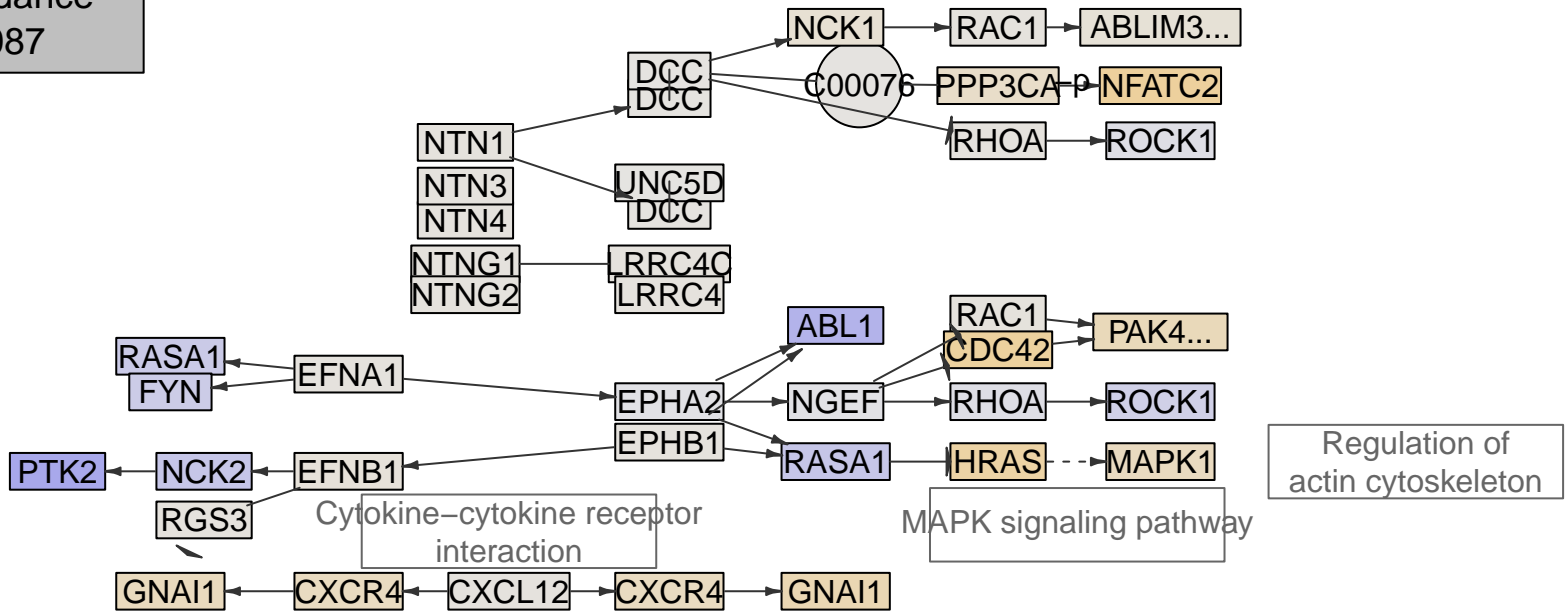 dance
087
NCK1
RAC1
ABLIM3...
DCC
DCC
C00076
PPP3CA
–p
NFATC2
NTN1
RHOA
ROCK1
NTN3
UNC5D
NTN4
DCC
NTNG1
LRRC4C
NTNG2
LRRC4
ABL1
RAC1
PAK4...
RASA1
EFNA1
CDC42
FYN
EPHA2
NGEF
RHOA
ROCK1
EPHB1
PTK2
NCK2
EFNB1
RASA1
HRAS
MAPK1
Regulation of
actin cytoskeleton
RGS3
Cytokine−cytokine receptor
interaction
MAPK signaling pathway
GNAI1
CXCR4
CXCL12
CXCR4
GNAI1